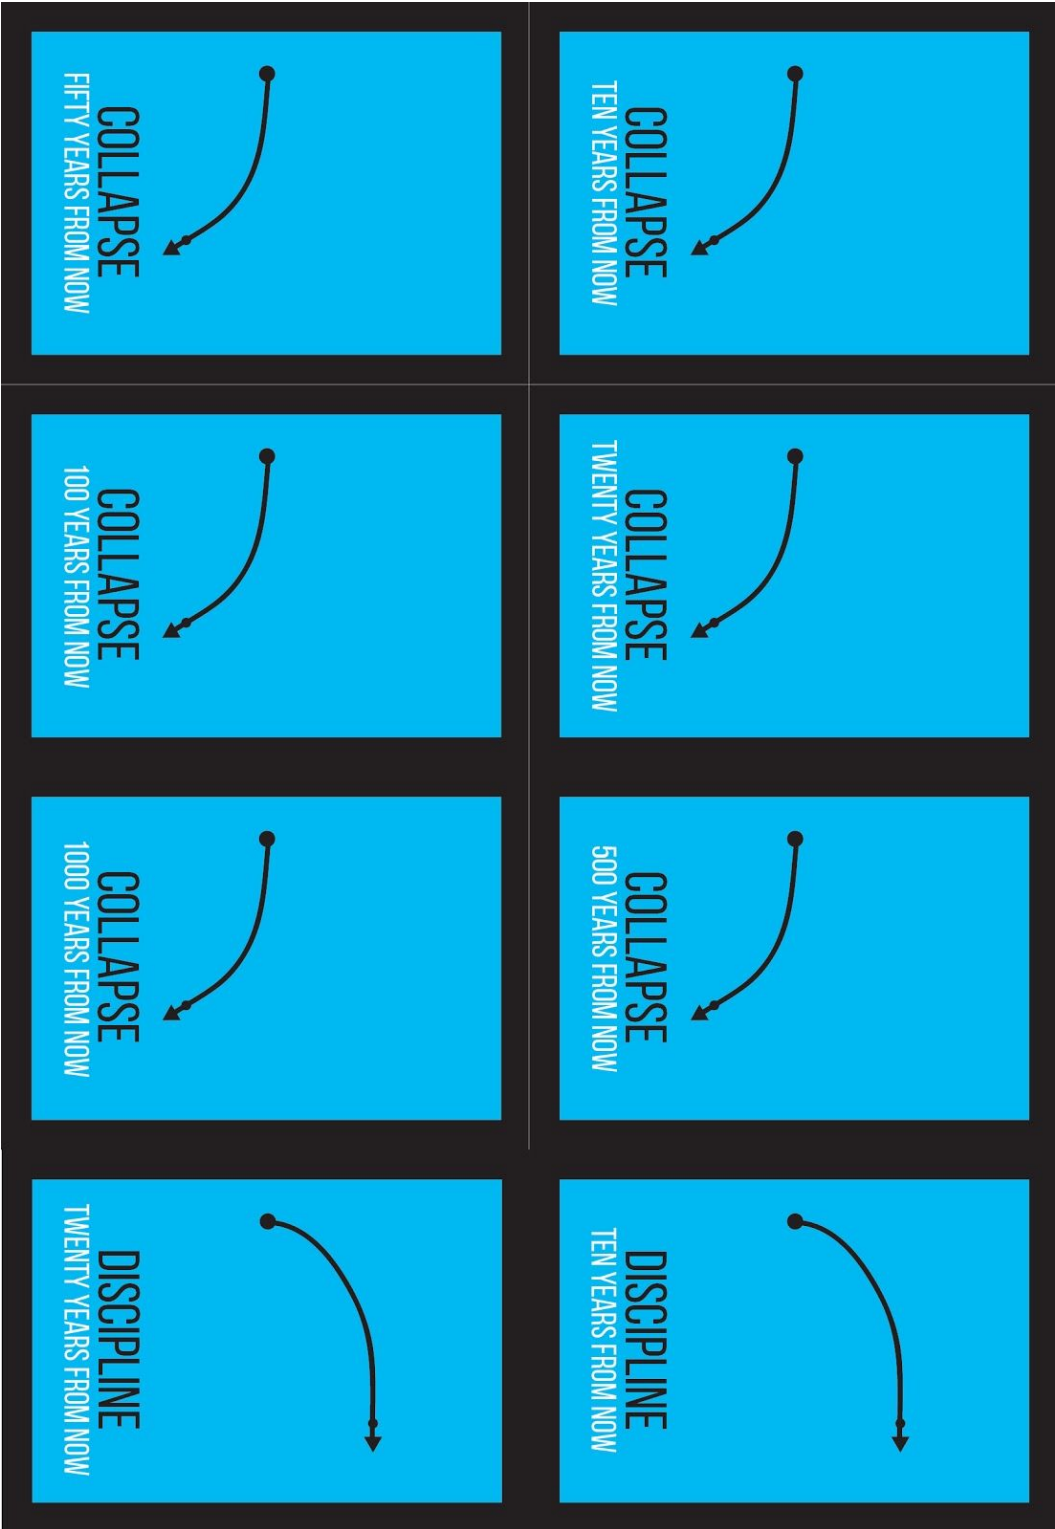 COLLAPSE
TEN YEARS FROM NOW
COLLAPSE
TWENTY YEARS FROM NOW
COLLAPSE
500 YEARS FROM NOW
DISCIPLINE
TEN YEARS FROM NOW
COLLAPSE
FIFTY YEARS FROM NOW
COLLAPSE
100 YEARS FROM NOW
COLLAPSE
1000 YEARS FROM NOW
DISCIPLINE
TWENTY YEARS FROM NOW